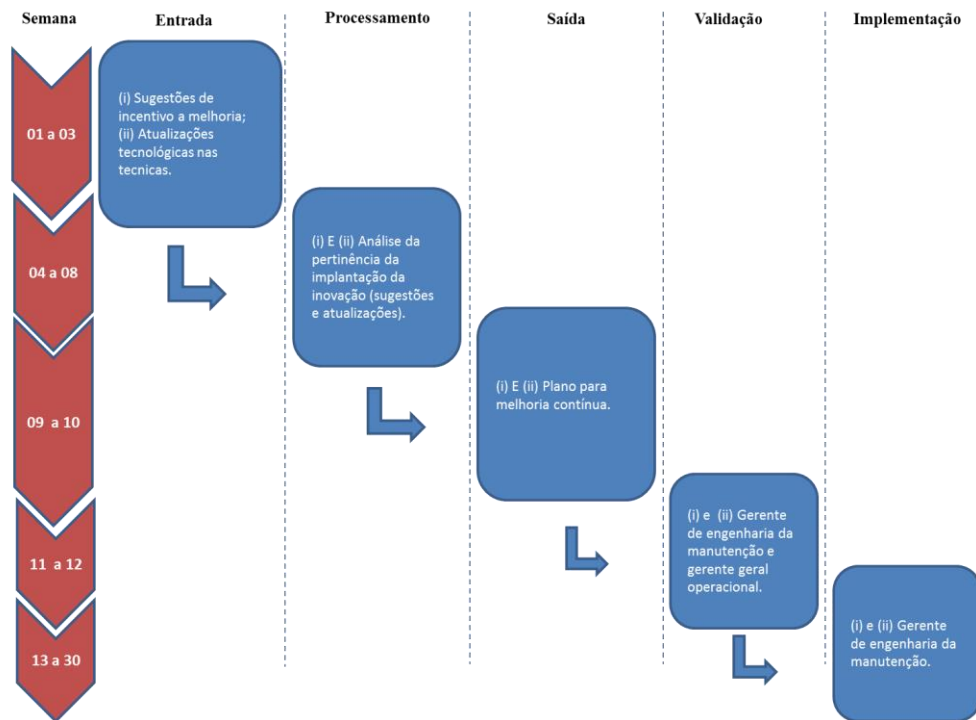 Semana
Entrada
Processamento
Saída
Validação
Implementação
01 a 03
(i) Sugestões de
incentivo a melhoria;
(ii) Atualizações
tecnológicas nas
tecnicas.
04 a 08
(i) E (ii) Análise da
pertinência da
implantação da
inovação (sugestões
e atualizações).
09 a 10
(i) E (ii) Plano para
melhoria contínua.
11 a 12
(i) e (ii) Gerente
de engenharia da
manutenção e
gerente geral
operacional.
13 a 30
(i) e (ii) Gerente
de engenharia da
manutenção.